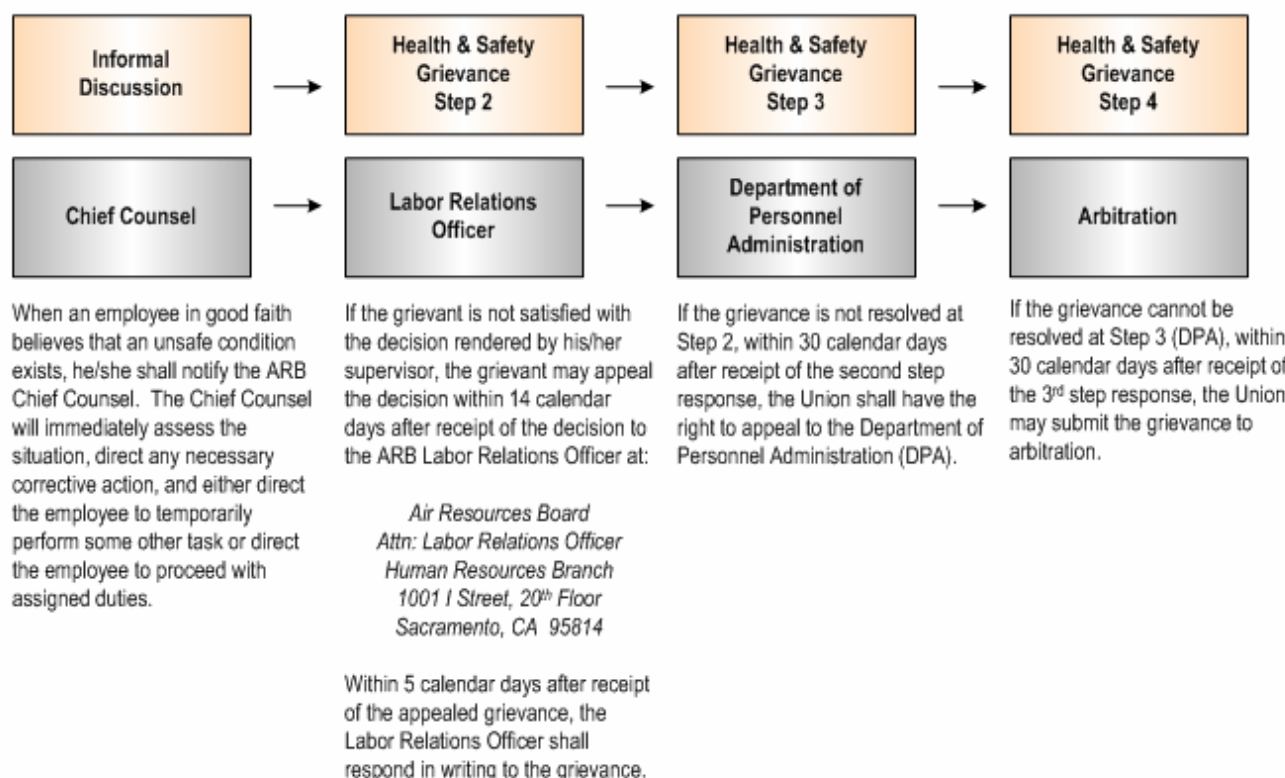 Informal
Discussion
Health & Safety
Grievance
Step 2
Health & Safety
Grievance
Step 3
Health & Safety
Grievance
Step 4
Chief Counsel
Labor Relations
Officer
Department of
Personnel
Administration
Arbitration
When an employee in good faith
believes that an unsafe condition
exists, he/she shall notify the ARB
Chief Counsel.  The Chief Counsel
will immediately assess the
situation, direct any necessary
corrective action, and either direct
the employee to temporarily
perform some other task or direct
the employee to proceed with
assigned duties.
If the grievant is not satisfied with
the decision rendered by his/her
supervisor, the grievant may appeal
the decision within 14 calendar
days after receipt of the decision to
the ARB Labor Relations Officer at:
Air Resources Board
Attn: Labor Relations Officer
Human Resources Branch
1001 I Street, 20th Floor
Sacramento, CA  95814
Within 5 calendar days after receipt
of the appealed grievance, the
Labor Relations Officer shall
respond in writing to the grievance.
If the grievance is not resolved at
Step 2, within 30 calendar days
after receipt of the second step
response, the Union shall have the
right to appeal to the Department of
Personnel Administration (DPA).
If the grievance cannot be
resolved at Step 3 (DPA), within
30 calendar days after receipt of
the 3rd step response, the Union
may submit the grievance to
arbitration.